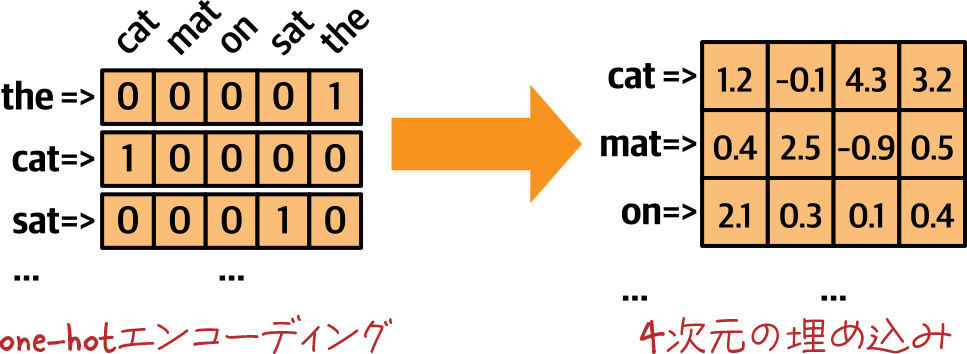 cat mat on sat the
the => 0 0 0 0 1
cat=> 1 0 0 0 0
sat=> 0 0 0 1 0
... ...
one-hotエンコーディング
cat => 1.2 −0.1 4.3 3.2
mat=> 0.4 2.5 −0.9 0.5
on=> 2.1 0.3 0.1 0.4
... ...
4次元の埋め込み